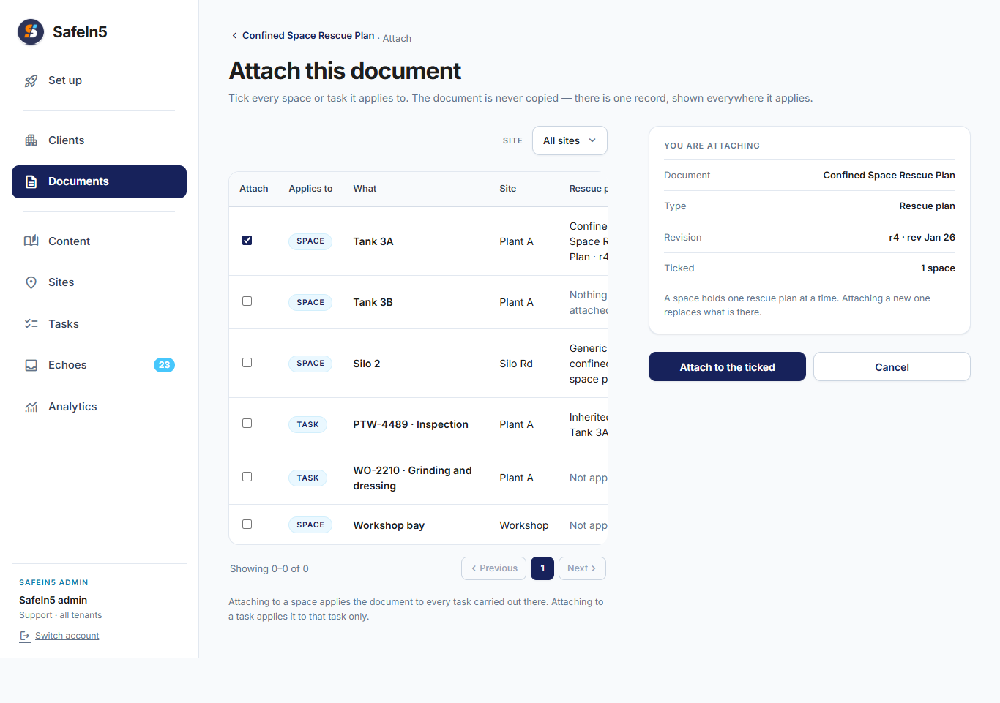 SafeIn5
Set up
Clients
Documents
Content
Sites
Tasks
Echoes 23
Analytics
SAFEIN5 ADMIN
SafeIn5 admin
Support · all tenants
Switch account
Confined Space Rescue Plan · Attach
Attach this document
Tick every space or task it applies to. The document is never copied — there is one record, shown everywhere it applies.
SITE All sites
Attach Applies to What Site Rescue p
SPACE Tank 3A Plant A Confine
Space R
Plan · r4
SPACE Tank 3B Plant A Nothing
attached
SPACE Silo 2 Silo Rd Generic
confined
space p
TASK PTW-4489 · Inspection Plant A Inherited
Tank 3A
TASK WO-2210 · Grinding and
dressing Plant A Not app
SPACE Workshop bay Workshop Not app
Showing 0–0 of 0
Previous 1 Next
Attaching to a space applies the document to every task carried out there. Attaching to
a task applies it to that task only.
YOU ARE ATTACHING
Document Confined Space Rescue Plan
Type Rescue plan
Revision r4 · rev Jan 26
Ticked 1 space
A space holds one rescue plan at a time. Attaching a new one
replaces what is there.
Attach to the ticked
Cancel